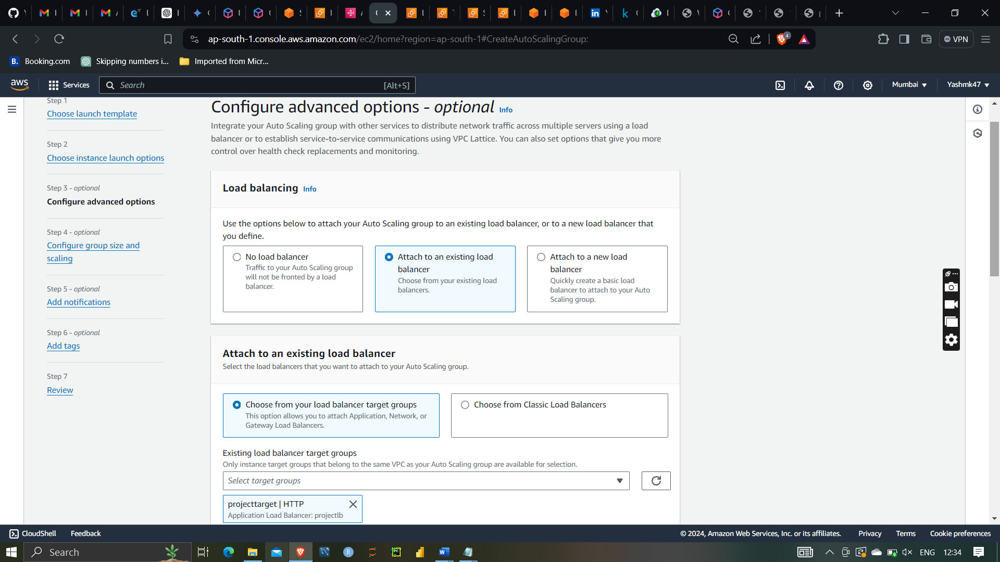 ap-south-1.console.aws.amazon.com/ec2/home?region=ap-south-1#CreateAutoScalingGroup:
4
VPN
B. Booking.com
Skipping numbers i...
Imported from Micr...
aws
Services
Search
[Alt+S]
Mumbai
Yashmk47
Step 1
Choose launch template
Step 2
Choose instance launch options
Step 3 - optional
Configure advanced options
Step 4 - optional
Configure group size and
scaling
Step 5 - optional
Add notifications
Step 6 - optional
Add tags
Step 7
Review
Configure advanced options - optional Info
Integrate your Auto Scaling group with other services to distribute network traffic across multiple servers using a load
balancer or to establish service-to-service communications using VPC Lattice. You can also set options that give you more
control over health check replacements and monitoring.
Load balancing Info
Use the options below to attach your Auto Scaling group to an existing load balancer, or to a new load balancer that
you define.
No load balancer
Traffic to your Auto Scaling group
will not be fronted by a load
balancer.
Attach to an existing load
balancer
Choose from your existing load
balancers.
Attach to a new load
balancer
Quickly create a basic load
balancer to attach to your Auto
Scaling group.
Attach to an existing load balancer
Select the load balancers that you want to attach to your Auto Scaling group.
Choose from your load balancer target groups
This option allows you to attach Application, Network, or
Gateway Load Balancers.
Choose from Classic Load Balancers
Existing load balancer target groups
Only instance target groups that belong to the same VPC as your Auto Scaling group are available for selection.
Select target groups
projecttarget | HTTP
Application Load Balancer: projectlb
CloudShell
Feedback
© 2024, Amazon Web Services, Inc. or its affiliates.
Privacy
Terms
Cookie preferences
Search
ENG
12:34